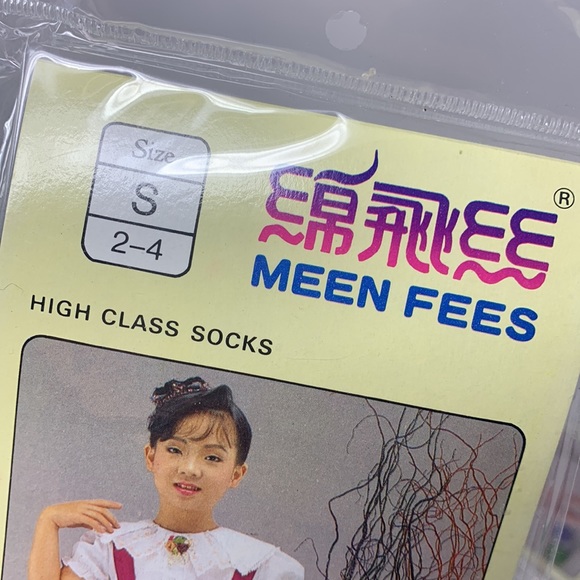 Size
S
2-4
綿飛絲®
MEEN FEES
HIGH CLASS SOCKS